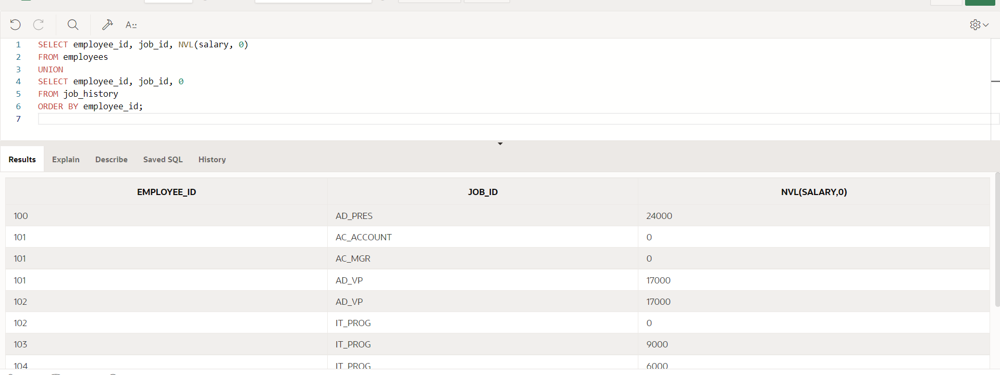 A::
1 SELECT employee_id, job_id, NVL(salary, 0)
2 FROM employees
3 UNION
4 SELECT employee_id, job_id, 0
5 FROM job_history
6 ORDER BY employee_id;
7
Results Explain Describe Saved SQL History
EMPLOYEE_ID JOB_ID NVL(SALARY,0)
100 AD_PRES 24000
101 AC_ACCOUNT 0
101 AC_MGR 0
101 AD_VP 17000
102 AD_VP 17000
102 IT_PROG 0
103 IT_PROG 9000
104 IT_PROG 6000